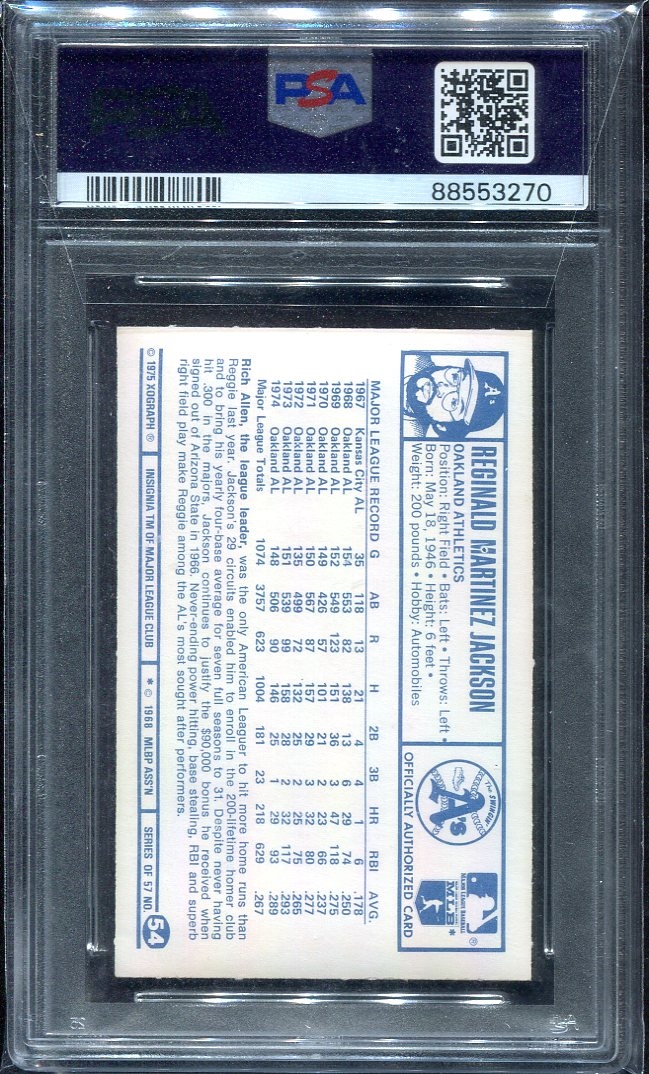 PSA
88553270
REGINALD MARTINEZ JACKSON
OAKLAND ATHLETICS
Position: Right Field • Bats: Left • Throws: Left •
Born: May 18, 1946 • Height: 6 feet •
Weight: 200 pounds • Hobby: Automobiles
A's
The SWINGIN'
A's
MAJOR LEAGUE BASEBALL
MLB
*
OFFICIALLY AUTHORIZED CARD
MAJOR LEAGUE RECORD G AB R H 2B 3B HR RBI AVG.
1967 Kansas City AL 35 118 13 21 4 4 1 6 .178
1968 Oakland AL 154 553 82 138 13 6 29 74 .250
1969 Oakland AL 152 549 123 151 36 3 47 118 .275
1970 Oakland AL 149 426 57 101 21 2 23 66 .237
1971 Oakland AL 150 567 87 157 29 3 32 80 .277
1972 Oakland AL 135 499 72 132 25 2 25 75 .265
1973 Oakland AL 151 539 99 158 28 2 32 117 .293
1974 Oakland AL 148 506 90 146 25 1 29 93 .289
Major League Totals 1074 3757 623 1004 181 23 218 629 .267
Rich Allen, the league leader, was the only American Leaguer to hit more home runs than
Reggie last year. Jackson's 29 circuits enabled him to enroll in the 200-lifetime homer club
and to bring his yearly four-base average for seven full seasons to 31. Despite never having
hit .300 in the majors, Jackson continues to justify the $90,000 bonus he received when
signed out of Arizona State in 1966. Never-ending power hitting, base stealing, RBI and superb
right field play make Reggie among the AL's most sought after performers.
© 1975 XOGRAPH ® INSIGNIA TM OF MAJOR LEAGUE CLUB * © 1968 MLBP ASS'N SERIES OF 57 NO. 54